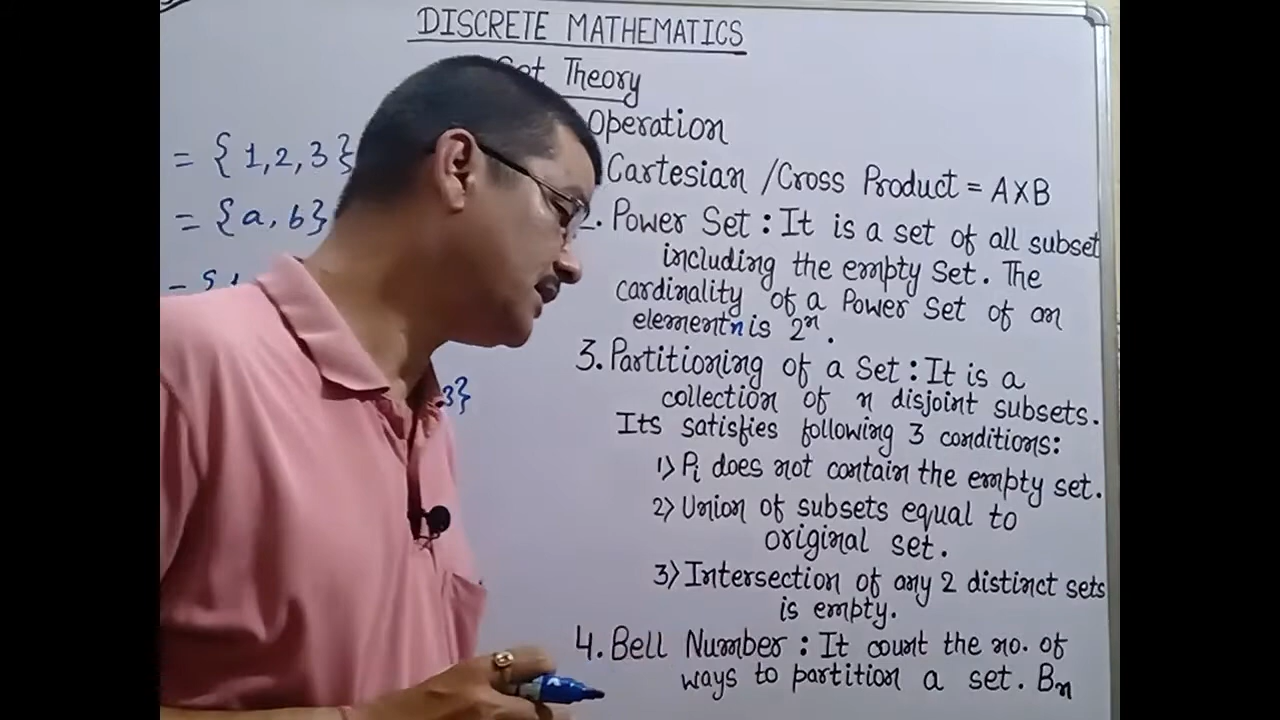 DISCRETE MATHEMATICS
Set Theory
Operation
Cartesian /Cross Product = A×B
2. Power Set : It is a set of all subset
including the empty set. The
cardinality of a Power Set of an
element n is 2ⁿ.
3. Partitioning of a Set : It is a
collection of n disjoint subsets.
Its satisfies following 3 conditions:
1) Pi does not contain the empty set.
2) Union of subsets equal to
original set.
3) Intersection of any 2 distinct sets
is empty.
4. Bell Number : It count the no. of
ways to partition a set. Bn
= {1,2,3}
= {a, b}
3}